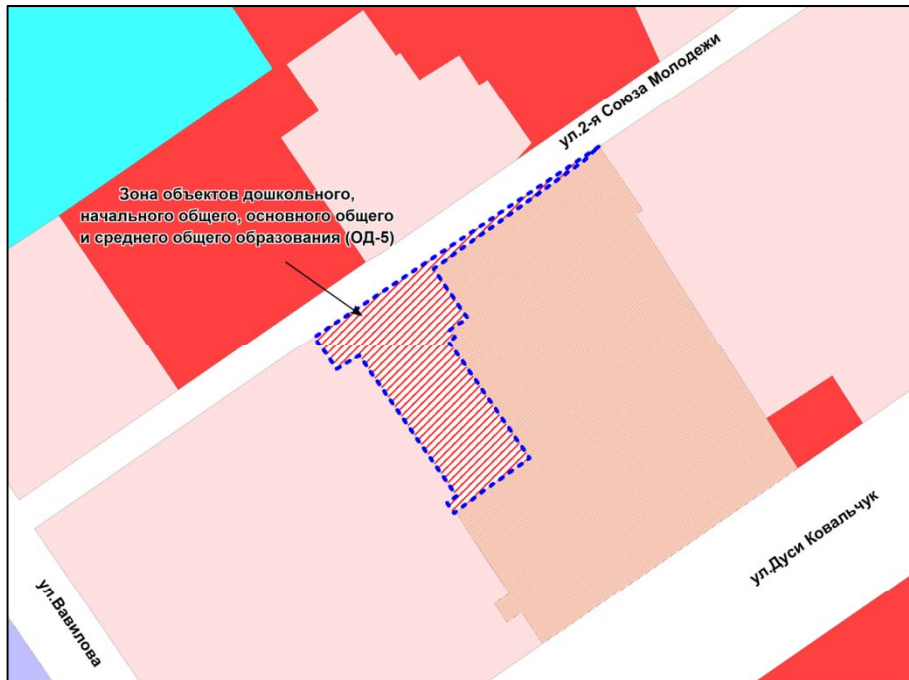 ул.2-я Союза Молодежи
Зона объектов дошкольного,
начального общего, основного общего
и среднего общего образования (ОД-5)
ул.Дуси Ковальчук
ул.Вавилова